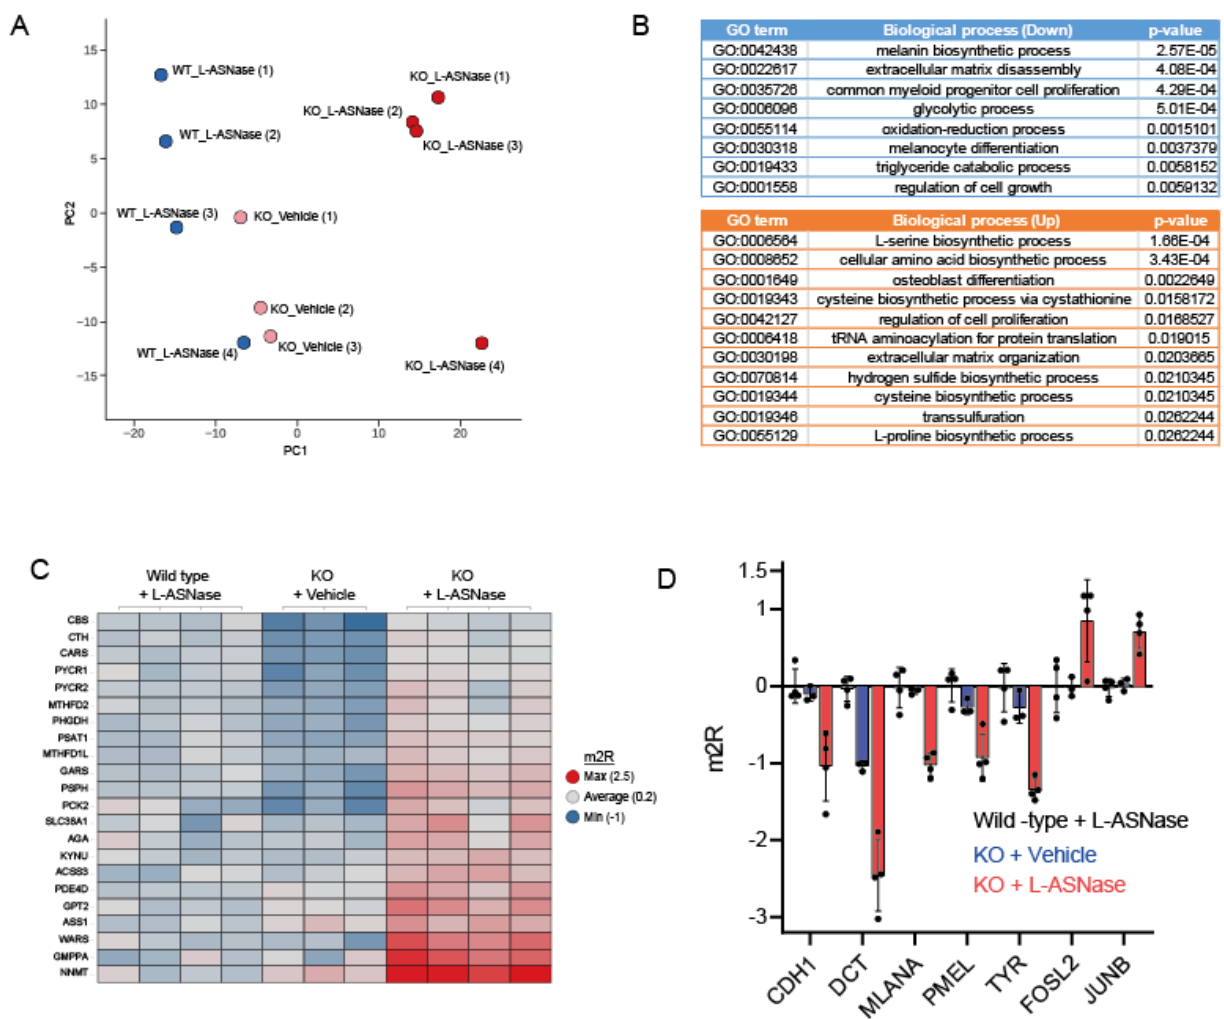 A
15
10
5
0
−5
−10
−15
PC2
−20
−10
0
10
20
PC1
WT_L-ASNase (1)
WT_L-ASNase (2)
WT_L-ASNase (3)
WT_L-ASNase (4)
KO_L-ASNase (1)
KO_L-ASNase (2)
KO_L-ASNase (3)
KO_L-ASNase (4)
KO_Vehicle (1)
KO_Vehicle (2)
KO_Vehicle (3)
B
GO term Biological process (Down) p-value
GO:0042438 melanin biosynthetic process 2.57E-05
GO:0022617 extracellular matrix disassembly 4.08E-04
GO:0035726 common myeloid progenitor cell proliferation 4.29E-04
GO:0006096 glycolytic process 5.01E-04
GO:0055114 oxidation-reduction process 0.0015101
GO:0030318 melanocyte differentiation 0.0037379
GO:0019433 triglyceride catabolic process 0.0058152
GO:0001558 regulation of cell growth 0.0059132
GO term Biological process (Up) p-value
GO:0006564 L-serine biosynthetic process 1.66E-04
GO:0008652 cellular amino acid biosynthetic process 3.43E-04
GO:0001649 osteoblast differentiation 0.0022649
GO:0019343 cysteine biosynthetic process via cystathionine 0.0158172
GO:0042127 regulation of cell proliferation 0.0168527
GO:0006418 tRNA aminoacylation for protein translation 0.019015
GO:0030198 extracellular matrix organization 0.0203665
GO:0070814 hydrogen sulfide biosynthetic process 0.0210345
GO:0019344 cysteine biosynthetic process 0.0210345
GO:0019346 transsulfuration 0.0262244
GO:0055129 L-proline biosynthetic process 0.0262244
C
Wild type
+ L-ASNase
KO
+ Vehicle
KO
+ L-ASNase
CBS
CTH
CARS
PYCR1
PYCR2
MTHFD2
PHGDH
PSAT1
MTHFD1L
GARS
PSPH
PCK2
SLC38A1
AGA
KYNU
ACSS3
PDE4D
GPT2
ASS1
WARS
GMPPA
NNMT
m2R
Max (2.5)
Average (0.2)
Min (-1)
D
1.5
1
0
-1
-2
-3
m2R
Wild -type + L-ASNase
KO + Vehicle
KO + L-ASNase
CDH1
DCT
MLANA
PMEL
TYR
FOSL2
JUNB